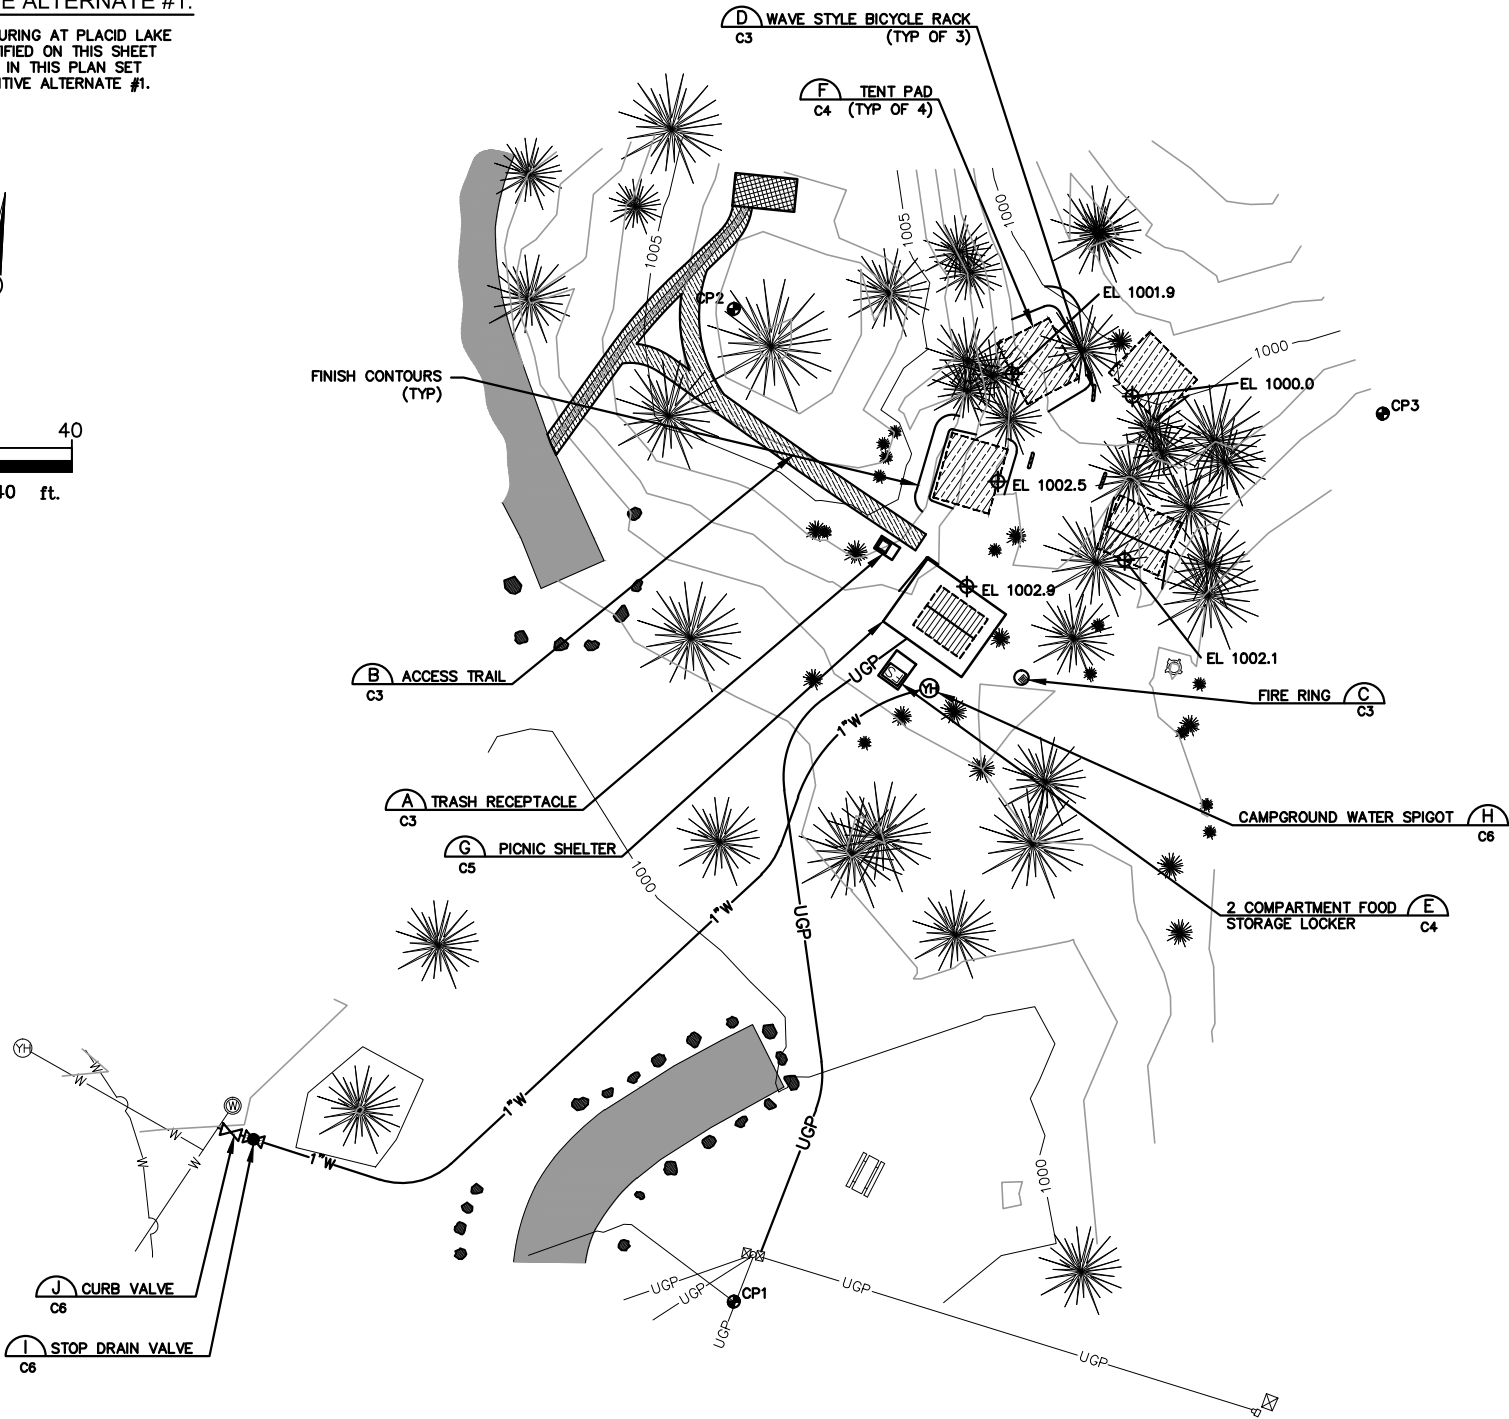 E ALTERNATE #1.
URING AT PLACID LAKE
TIFIED ON THIS SHEET
IN THIS PLAN SET
ITIVE ALTERNATE #1.
D
C3
WAVE STYLE BICYCLE RACK
(TYP OF 3)
F
C4
TENT PAD
(TYP OF 4)
1005
1005
1000
CP2
EL 1001.9
1000
EL 1000.0
CP3
FINISH CONTOURS
(TYP)
40
40 ft.
EL 1002.5
EL 1002.9
EL 1002.1
B
C3
ACCESS TRAIL
UGP
YH
1"W
FIRE RING
C
C3
A
C3
TRASH RECEPTACLE
G
C5
PICNIC SHELTER
CAMPGROUND WATER SPIGOT
H
C6
1000
2 COMPARTMENT FOOD
STORAGE LOCKER
E
C4
1"W
UGP
YH
W
W
W
W
W
W
1"W
1"W
UGP
1000
J
C6
CURB VALVE
I
C6
STOP DRAIN VALVE
UGP
UGP
CP1
UGP
UGP
UGP